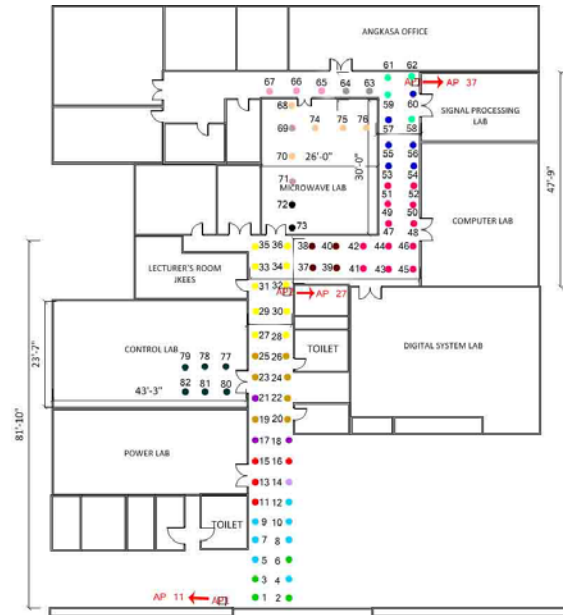 ANGKASA OFFICE
61 62
67 66 65 64 63
AP 37
68
59 60
SIGNAL PROCESSING
LAB
69 74 75 76
57 58
70 26'-0"
30'-0"
55 56
53 54
71
MICROWAVE LAB
51 52
47'-9"
72
49 50
COMPUTER LAB
73
47 48
35 36 38 40 42 44 46
LECTURER'S ROOM
JKEES
33 34 37 39 41 43 45
31 32
AP 27
29 30
CONTROL LAB
27 28
TOILET
DIGITAL SYSTEM LAB
23'-7"
79 78 77
25 26
23 24
82 81 80
43'-3"
21 22
81'-10"
19 20
17 18
POWER LAB
15 16
13 14
11 12
TOILET
9 10
7 8
5 6
3 4
AP 11
1 2